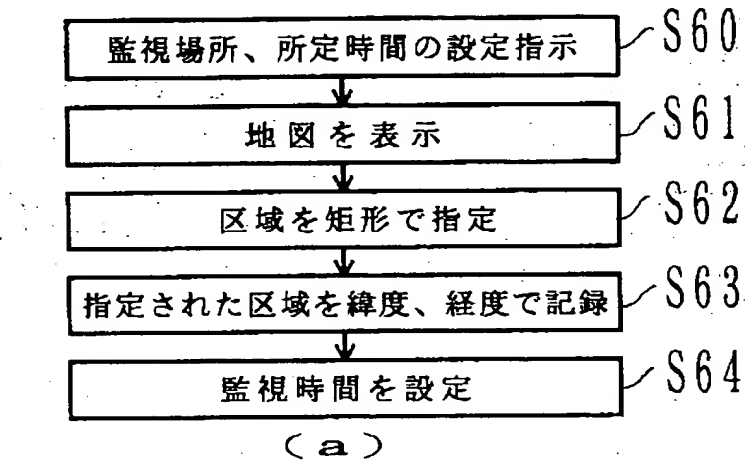 監視場所、所定時間の設定指示 S60
地図を表示 S61
区域を矩形で指定 S62
指定された区域を緯度、経度で記録 S63
監視時間を設定 S64
(a)